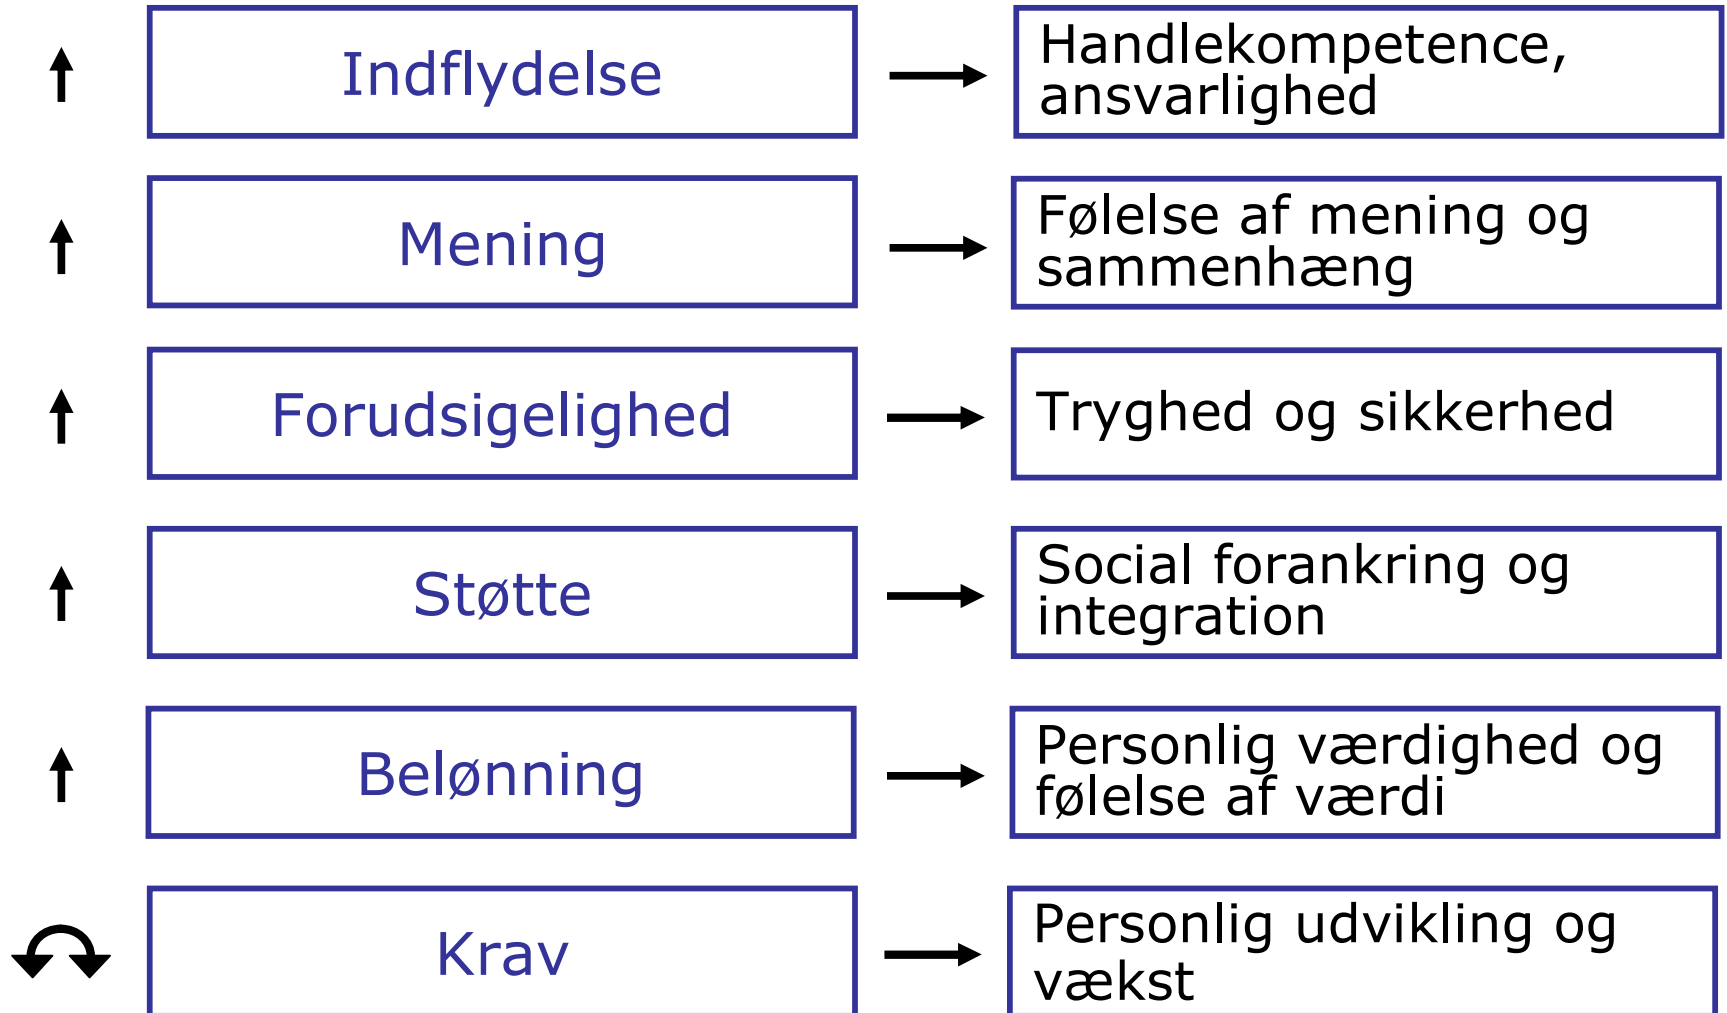 Indflydelse
Handlekompetence,
ansvarlighed
Mening
Følelse af mening og
sammenhæng
Forudsigelighed
Tryghed og sikkerhed
Støtte
Social forankring og
integration
Belønning
Personlig værdighed og
følelse af værdi
Krav
Personlig udvikling og
vækst